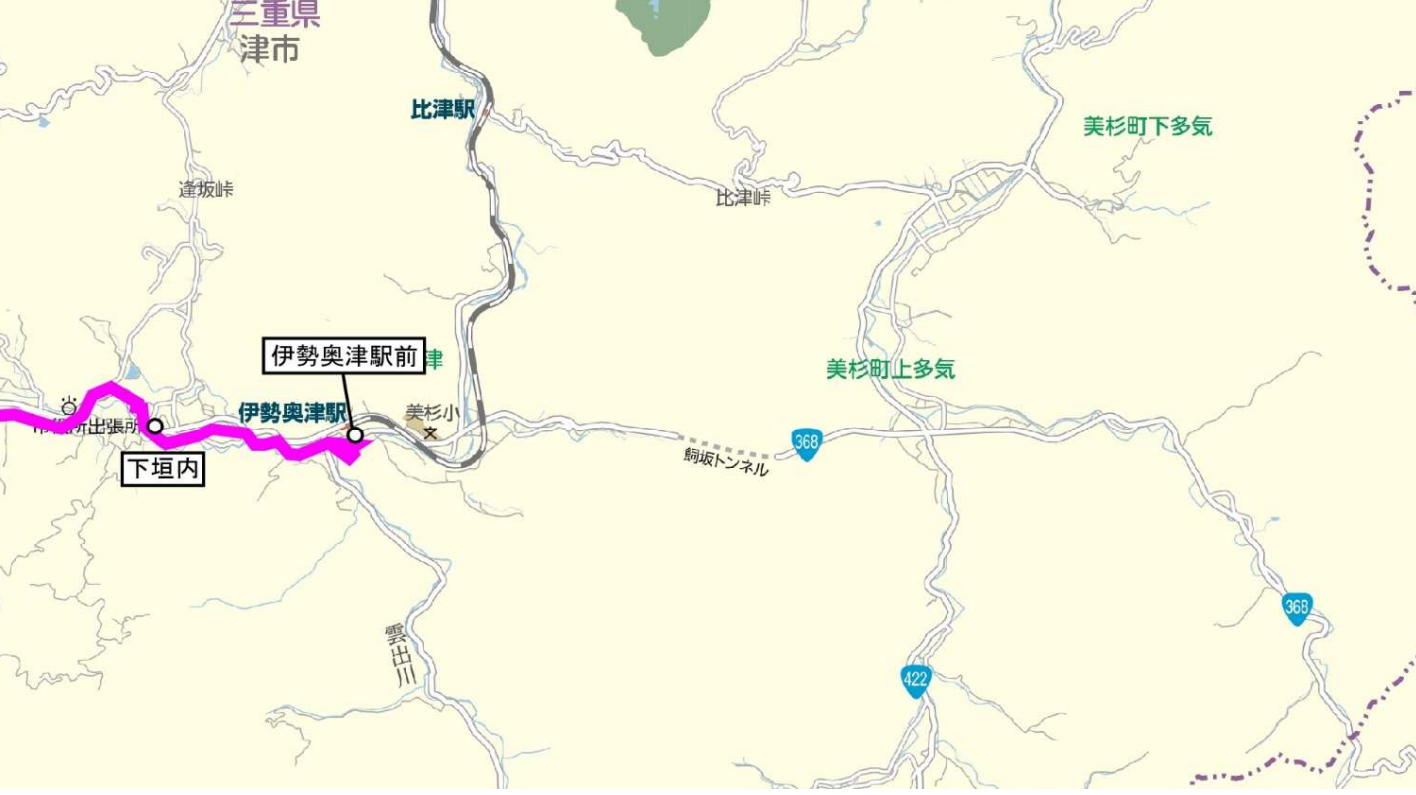 三重県
津市
比津駅
美杉町下多気
逢坂峠
比津峠
伊勢奥津駅前
津
美杉町上多気
伊勢奥津駅
美杉小
市役所出張所
368
飼坂トンネル
下垣内
368
雲出川
422